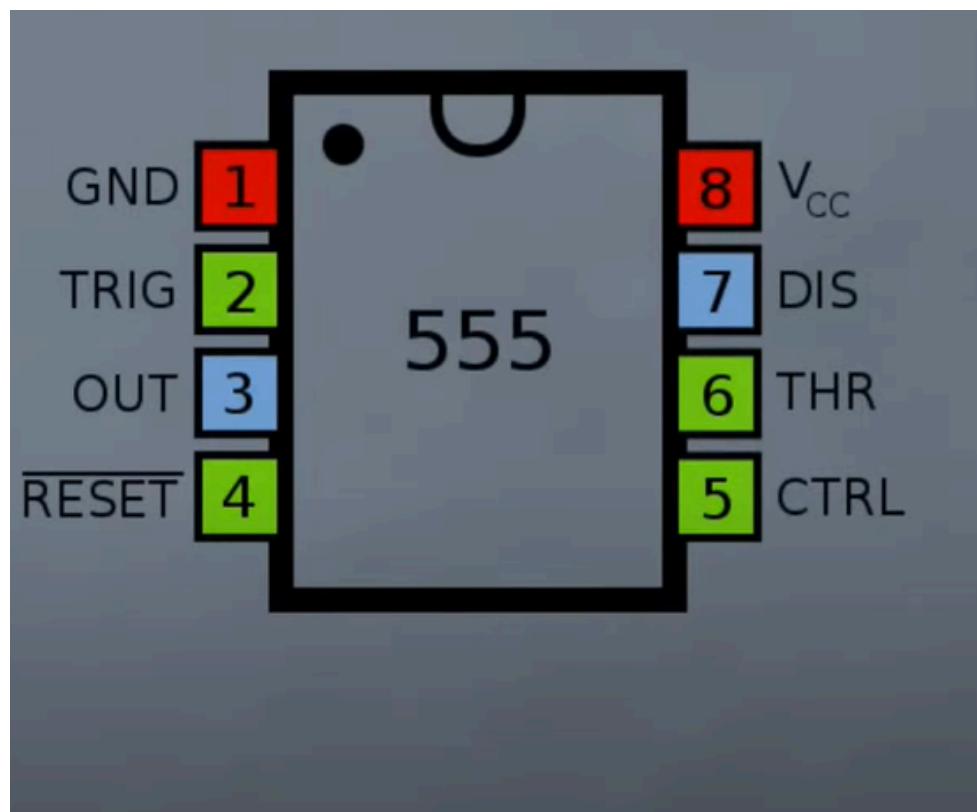 GND 1 8 VCC
TRIG 2 7 DIS
555
OUT 3 6 THR
RESET 4 5 CTRL